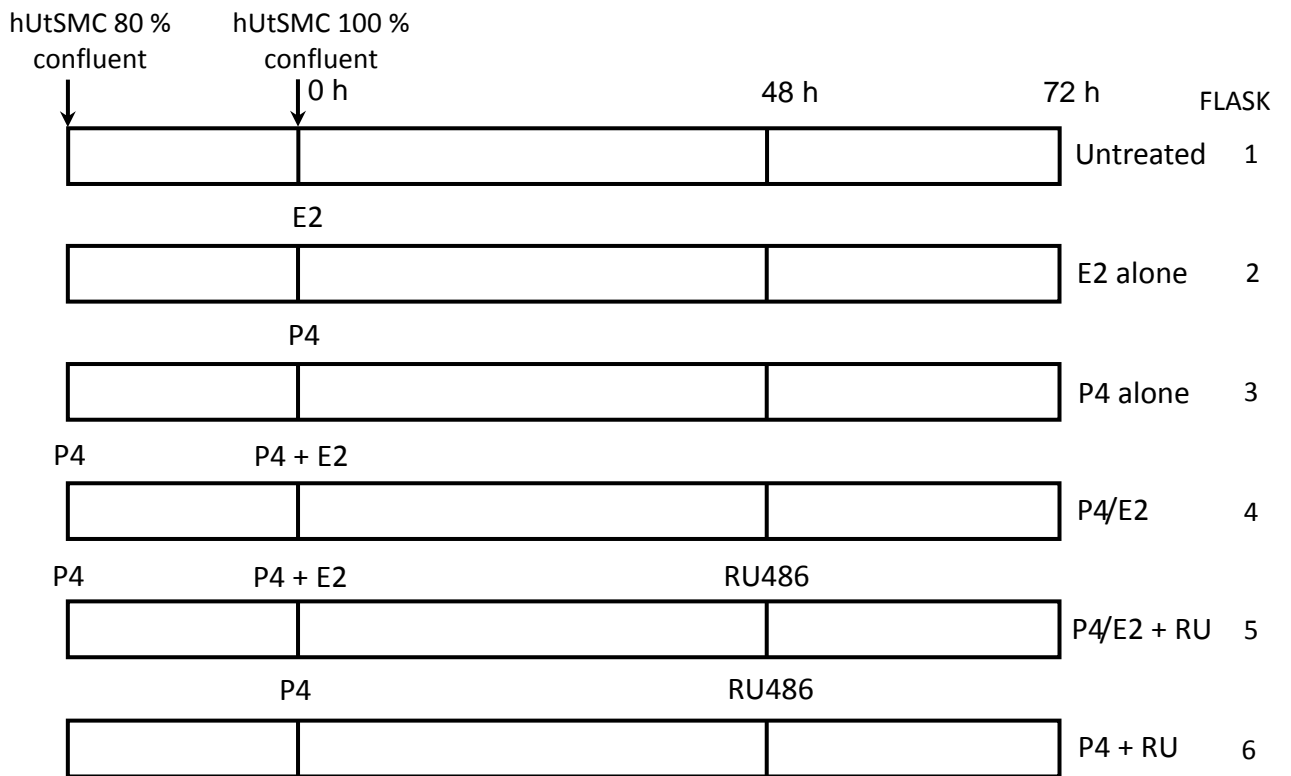 hUtSMC 80 % hUtSMC 100 %
confluent confluent
0 h 48 h 72 h FLASK
Untreated 1
E2
E2 alone 2
P4
P4 alone 3
P4 P4 + E2
P4/E2 4
P4 P4 + E2 RU486
P4/E2 + RU 5
P4 RU486
P4 + RU 6